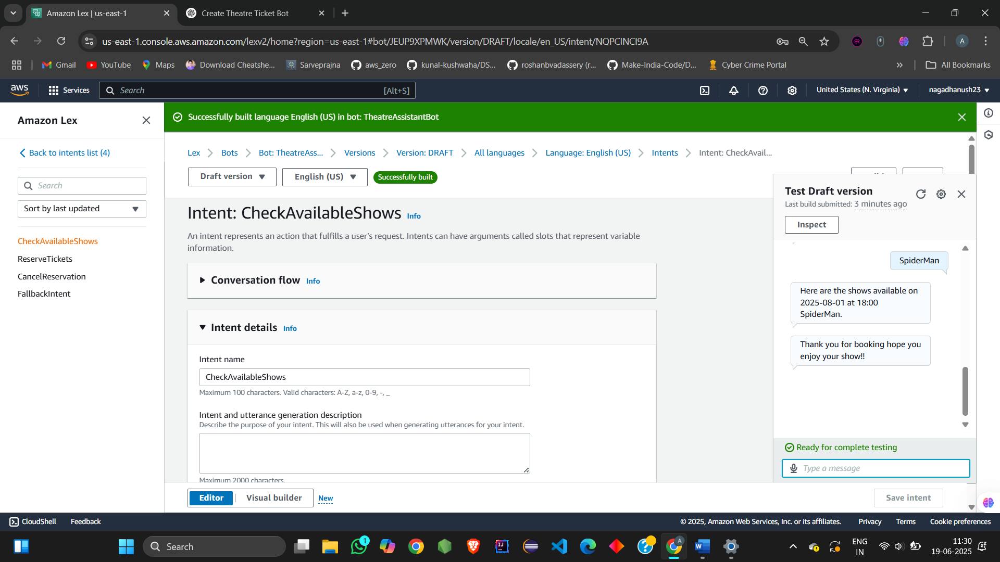 Amazon Lex | us-east-1
Create Theatre Ticket Bot
us-east-1.console.aws.amazon.com/lexv2/home?region=us-east-1#bot/JEUP9XPMWK/version/DRAFT/locale/en_US/intent/NQPCINCI9A
A
Gmail
YouTube
Maps
Download Cheatshe...
Sarveprajna
aws_zero
kunal-kushwaha/DS...
roshanbvadassery (r...
Make-India-Code/D...
Cyber Crime Portal
All Bookmarks
aws
Services
Search
[Alt+S]
United States (N. Virginia)
nagadhanush23
Amazon Lex
Successfully built language English (US) in bot: TheatreAssistantBot
Back to intents list (4)
Search
Sort by last updated
CheckAvailableShows
ReserveTickets
CancelReservation
FallbackIntent
Lex
Bots
Bot: TheatreAss...
Versions
Version: DRAFT
All languages
Language: English (US)
Intents
Intent: CheckAvail...
Draft version
English (US)
Successfully built
Intent: CheckAvailableShows Info
An intent represents an action that fulfills a user's request. Intents can have arguments called slots that represent variable
information.
Conversation flow Info
Intent details Info
Intent name
CheckAvailableShows
Maximum 100 characters. Valid characters: A-Z, a-z, 0-9, -, _
Intent and utterance generation description
Describe the purpose of your intent. This will also be used when generating utterances for your intent.
Maximum 2000 characters.
Editor
Visual builder
New
Save intent
Test Draft version
Last build submitted: 3 minutes ago
Inspect
SpiderMan
Here are the shows available on
2025-08-01 at 18:00
SpiderMan.
Thank you for booking hope you
enjoy your show!!
Ready for complete testing
Type a message
CloudShell
Feedback
© 2025, Amazon Web Services, Inc. or its affiliates.
Privacy
Terms
Cookie preferences
Search
1
A
ENG
IN
11:30
19-06-2025